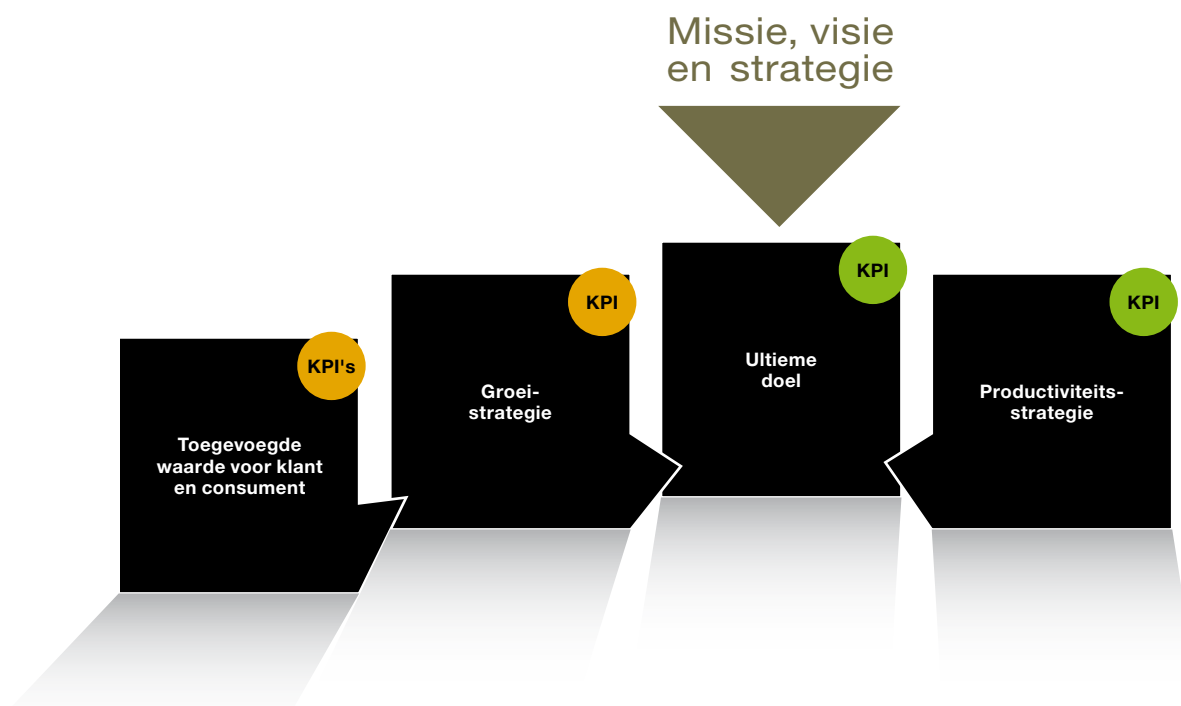 Missie, visie
en strategie
KPI's
Toegevoegde
waarde voor klant
en consument
KPI
Groei-
strategie
KPI
Ultieme
doel
KPI
Productiviteits-
strategie